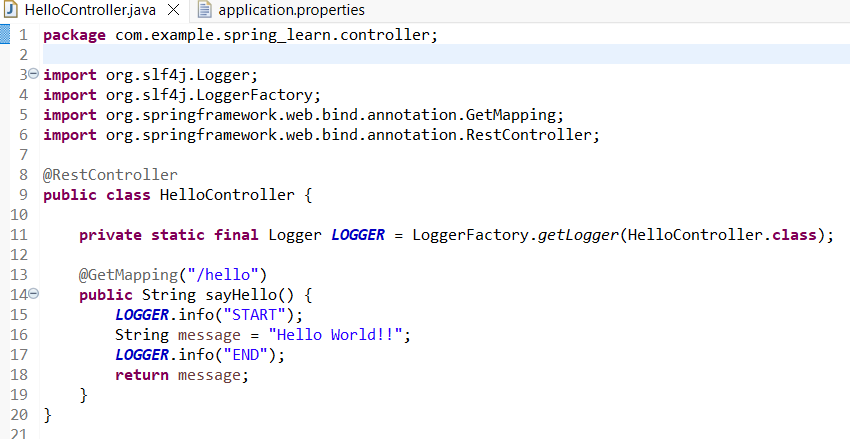 HelloController.java application.properties
1 package com.example.spring_learn.controller;
2
3 import org.slf4j.Logger;
4 import org.slf4j.LoggerFactory;
5 import org.springframework.web.bind.annotation.GetMapping;
6 import org.springframework.web.bind.annotation.RestController;
7
8 @RestController
9 public class HelloController {
10
11     private static final Logger LOGGER = LoggerFactory.getLogger(HelloController.class);
12
13     @GetMapping("/hello")
14     public String sayHello() {
15         LOGGER.info("START");
16         String message = "Hello World!!";
17         LOGGER.info("END");
18         return message;
19     }
20 }
21